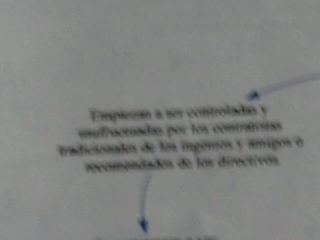 Empiezan a ser controladas y
usufructuadas por los contratistas
tradicionales de los ingenios y amigos o
recomendados de los directivos